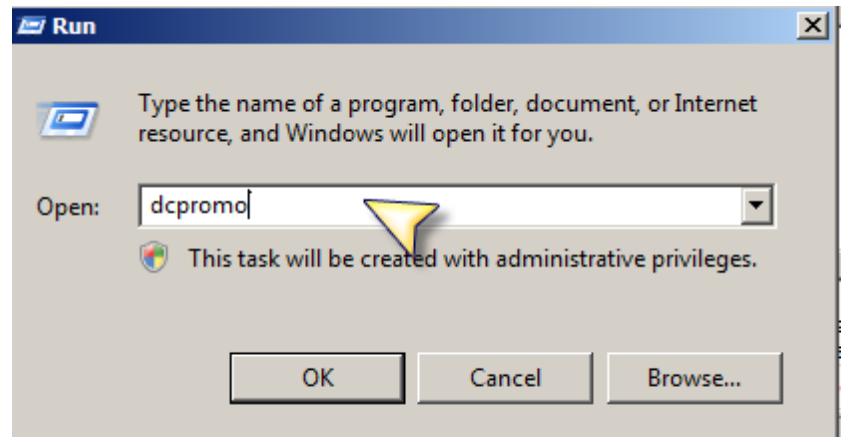 Run
Type the name of a program, folder, document, or Internet
resource, and Windows will open it for you.
Open: dcpromo
This task will be created with administrative privileges.
OK Cancel Browse...